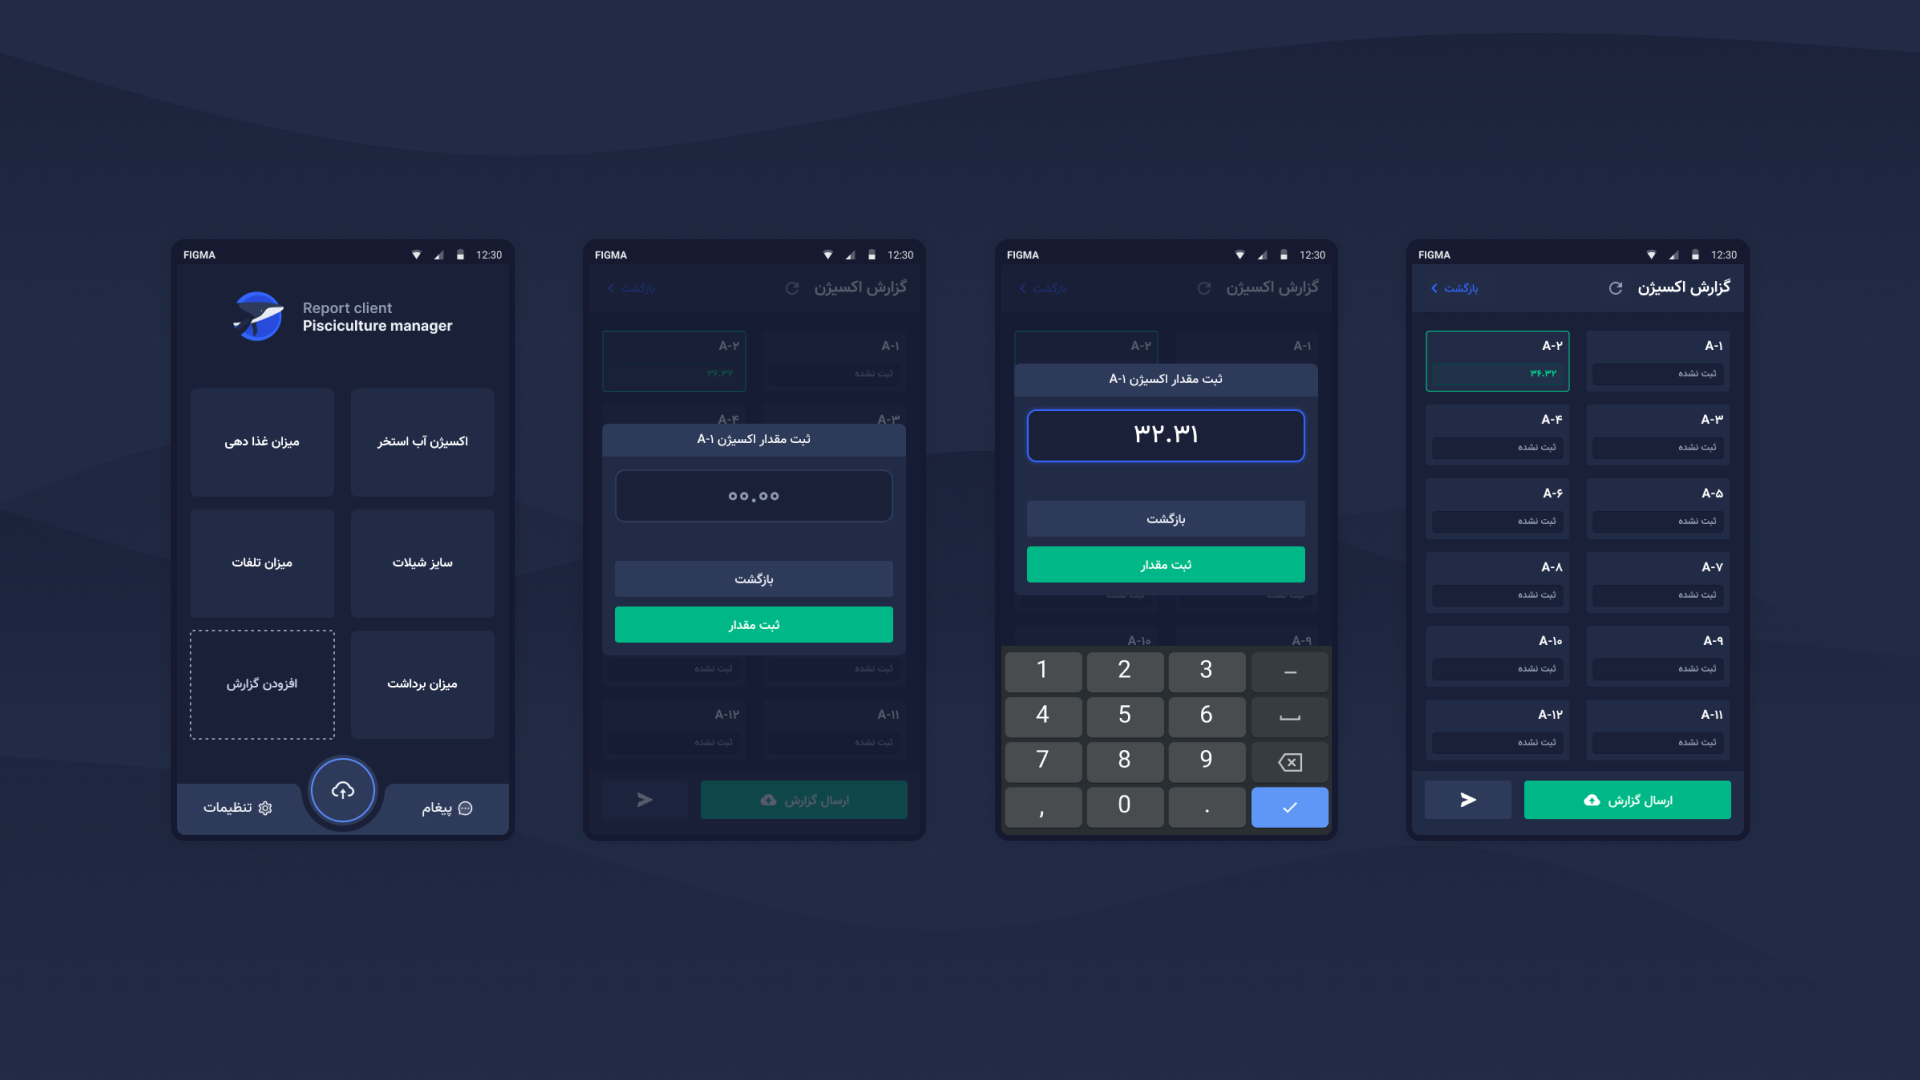 FIGMA
12:30
Report client
Pisciculture manager
اکسیژن آب استخر
میزان غذا دهی
سایز شیلات
میزان تلفات
میزان برداشت
افزودن گزارش
پیغام
تنظیمات
FIGMA
12:30
گزارش اکسیژن
بازگشت
A-۱
ثبت نشده
A-۲
۳۶.۳۲
A-۳
A-۴
ثبت مقدار اکسیژن A-۱
۰۰.۰۰
بازگشت
ثبت مقدار
ثبت نشده
ثبت نشده
A-۱۱
ثبت نشده
A-۱۲
ثبت نشده
ارسال گزارش
FIGMA
12:30
گزارش اکسیژن
بازگشت
A-۱
A-۲
ثبت مقدار اکسیژن A-۱
۳۲.۳۱
بازگشت
ثبت مقدار
ثبت نشده
ثبت نشده
A-۹
A-۱۰
1 2 3 –
4 5 6
7 8 9
, 0 .
FIGMA
12:30
گزارش اکسیژن
بازگشت
A-۱
ثبت نشده
A-۲
۳۶.۳۲
A-۳
ثبت نشده
A-۴
ثبت نشده
A-۵
ثبت نشده
A-۶
ثبت نشده
A-۷
ثبت نشده
A-۸
ثبت نشده
A-۹
ثبت نشده
A-۱۰
ثبت نشده
A-۱۱
ثبت نشده
A-۱۲
ثبت نشده
ارسال گزارش